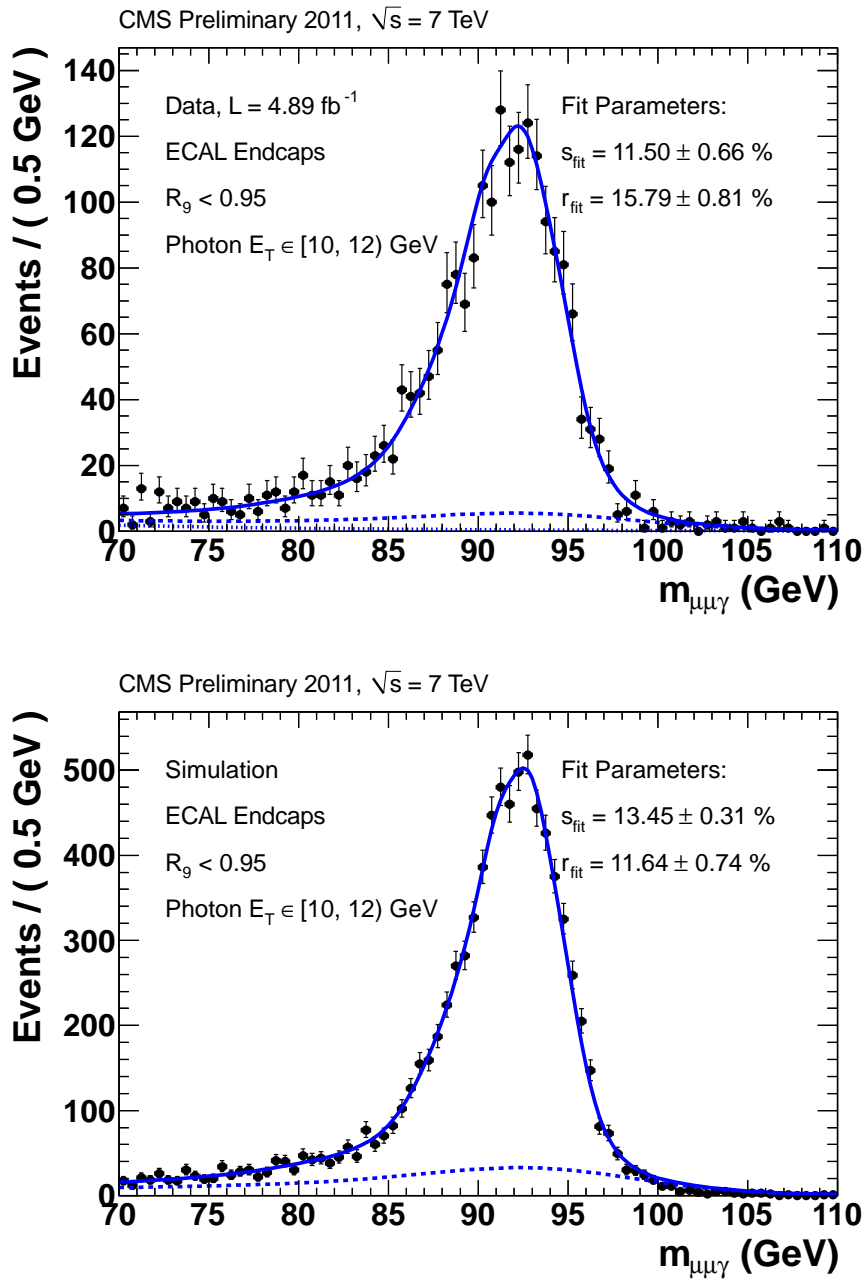 CMS Preliminary 2011, √s = 7 TeV
Events / ( 0.5 GeV )
140
120
100
80
60
40
20
0
Data, L = 4.89 fb⁻¹
ECAL Endcaps
R₉ < 0.95
Photon E_T ∈ [10, 12) GeV
Fit Parameters:
s_fit = 11.50 ± 0.66 %
r_fit = 15.79 ± 0.81 %
70 75 80 85 90 95 100 105 110
m_μμγ (GeV)
CMS Preliminary 2011, √s = 7 TeV
Events / ( 0.5 GeV )
500
400
300
200
100
0
Simulation
ECAL Endcaps
R₉ < 0.95
Photon E_T ∈ [10, 12) GeV
Fit Parameters:
s_fit = 13.45 ± 0.31 %
r_fit = 11.64 ± 0.74 %
70 75 80 85 90 95 100 105 110
m_μμγ (GeV)